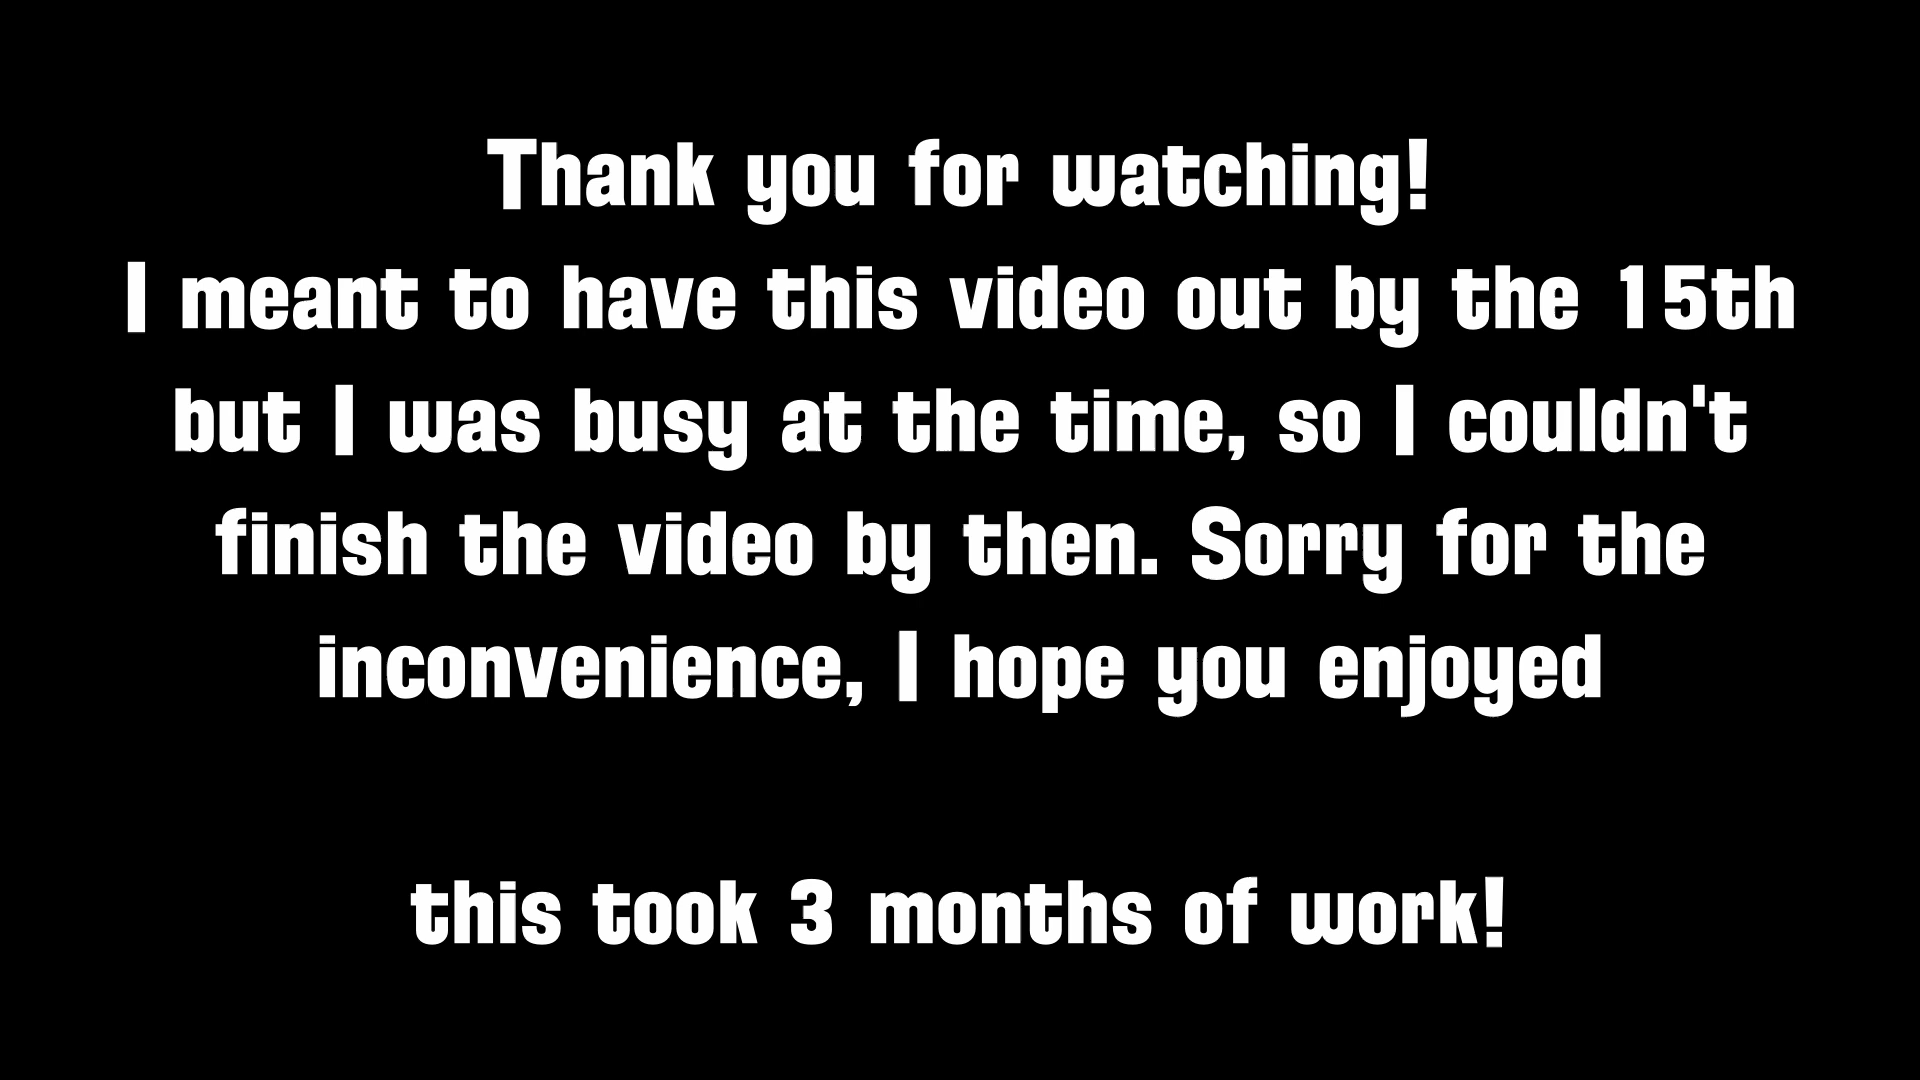 Thank you for watching!
I meant to have this video out by the 15th
but I was busy at the time, so I couldn't
finish the video by then. Sorry for the
inconvenience, I hope you enjoyed
this took 3 months of work!